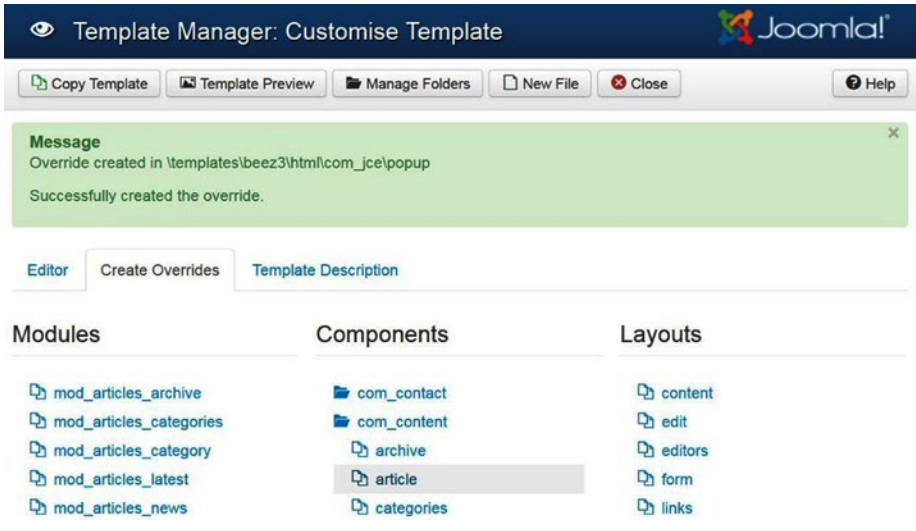 Template Manager: Customise Template
Joomla!
Copy Template
Template Preview
Manage Folders
New File
Close
Help
Message
×
Override created in \templates\beez3\html\com_jce\popup
Successfully created the override.
Editor
Create Overrides
Template Description
Modules
Components
Layouts
mod_articles_archive
com_contact
content
mod_articles_categories
com_content
edit
mod_articles_category
archive
editors
mod_articles_latest
article
form
mod_articles_news
categories
links